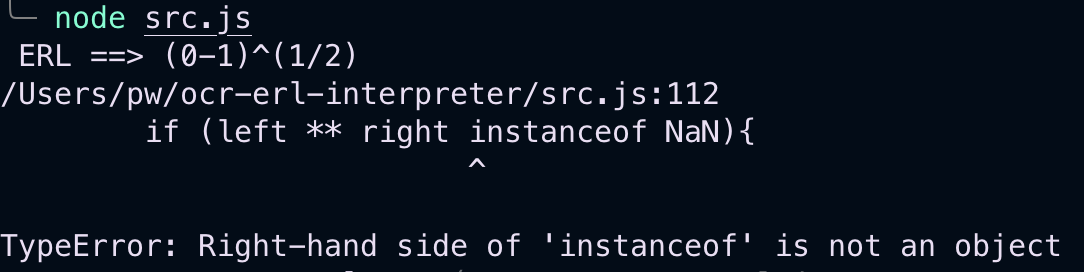 node src.js
ERL ==> (0-1)^(1/2)
/Users/pw/ocr-erl-interpreter/src.js:112
if (left ** right instanceof NaN){
^
TypeError: Right-hand side of 'instanceof' is not an object